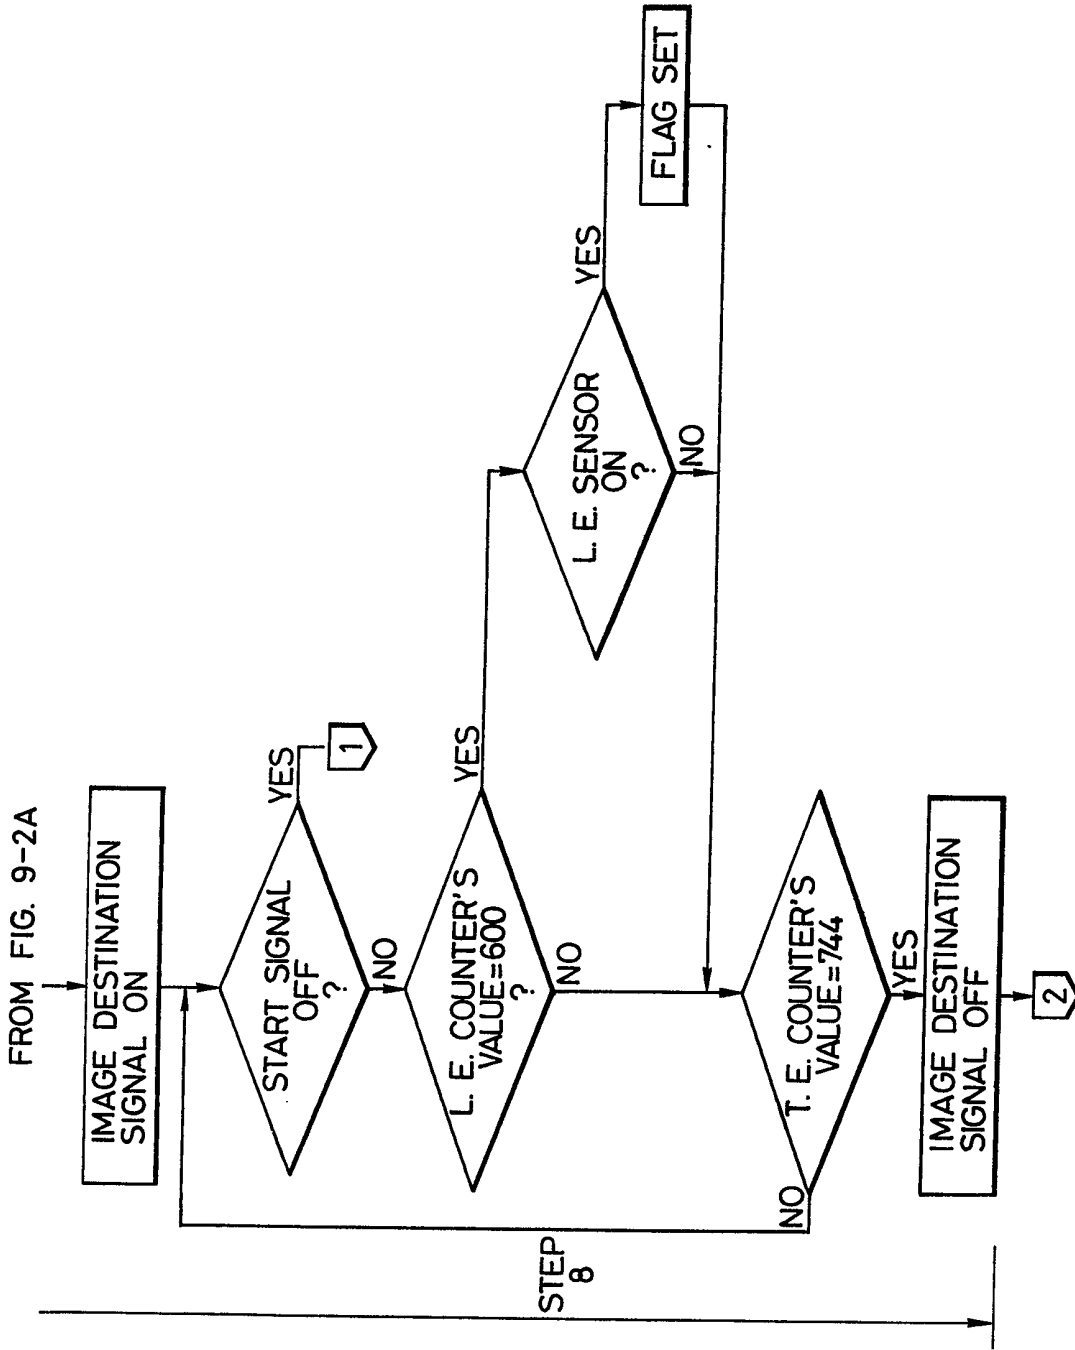 FROM FIG. 9-2A
IMAGE DESTINATION
SIGNAL ON
START SIGNAL
OFF
?
YES
1
NO
L. E. COUNTER'S
VALUE=600
?
YES
NO
L. E. SENSOR
ON
?
YES
NO
FLAG SET
T. E. COUNTER'S
VALUE=744
NO
YES
IMAGE DESTINATION
SIGNAL OFF
2
STEP
8